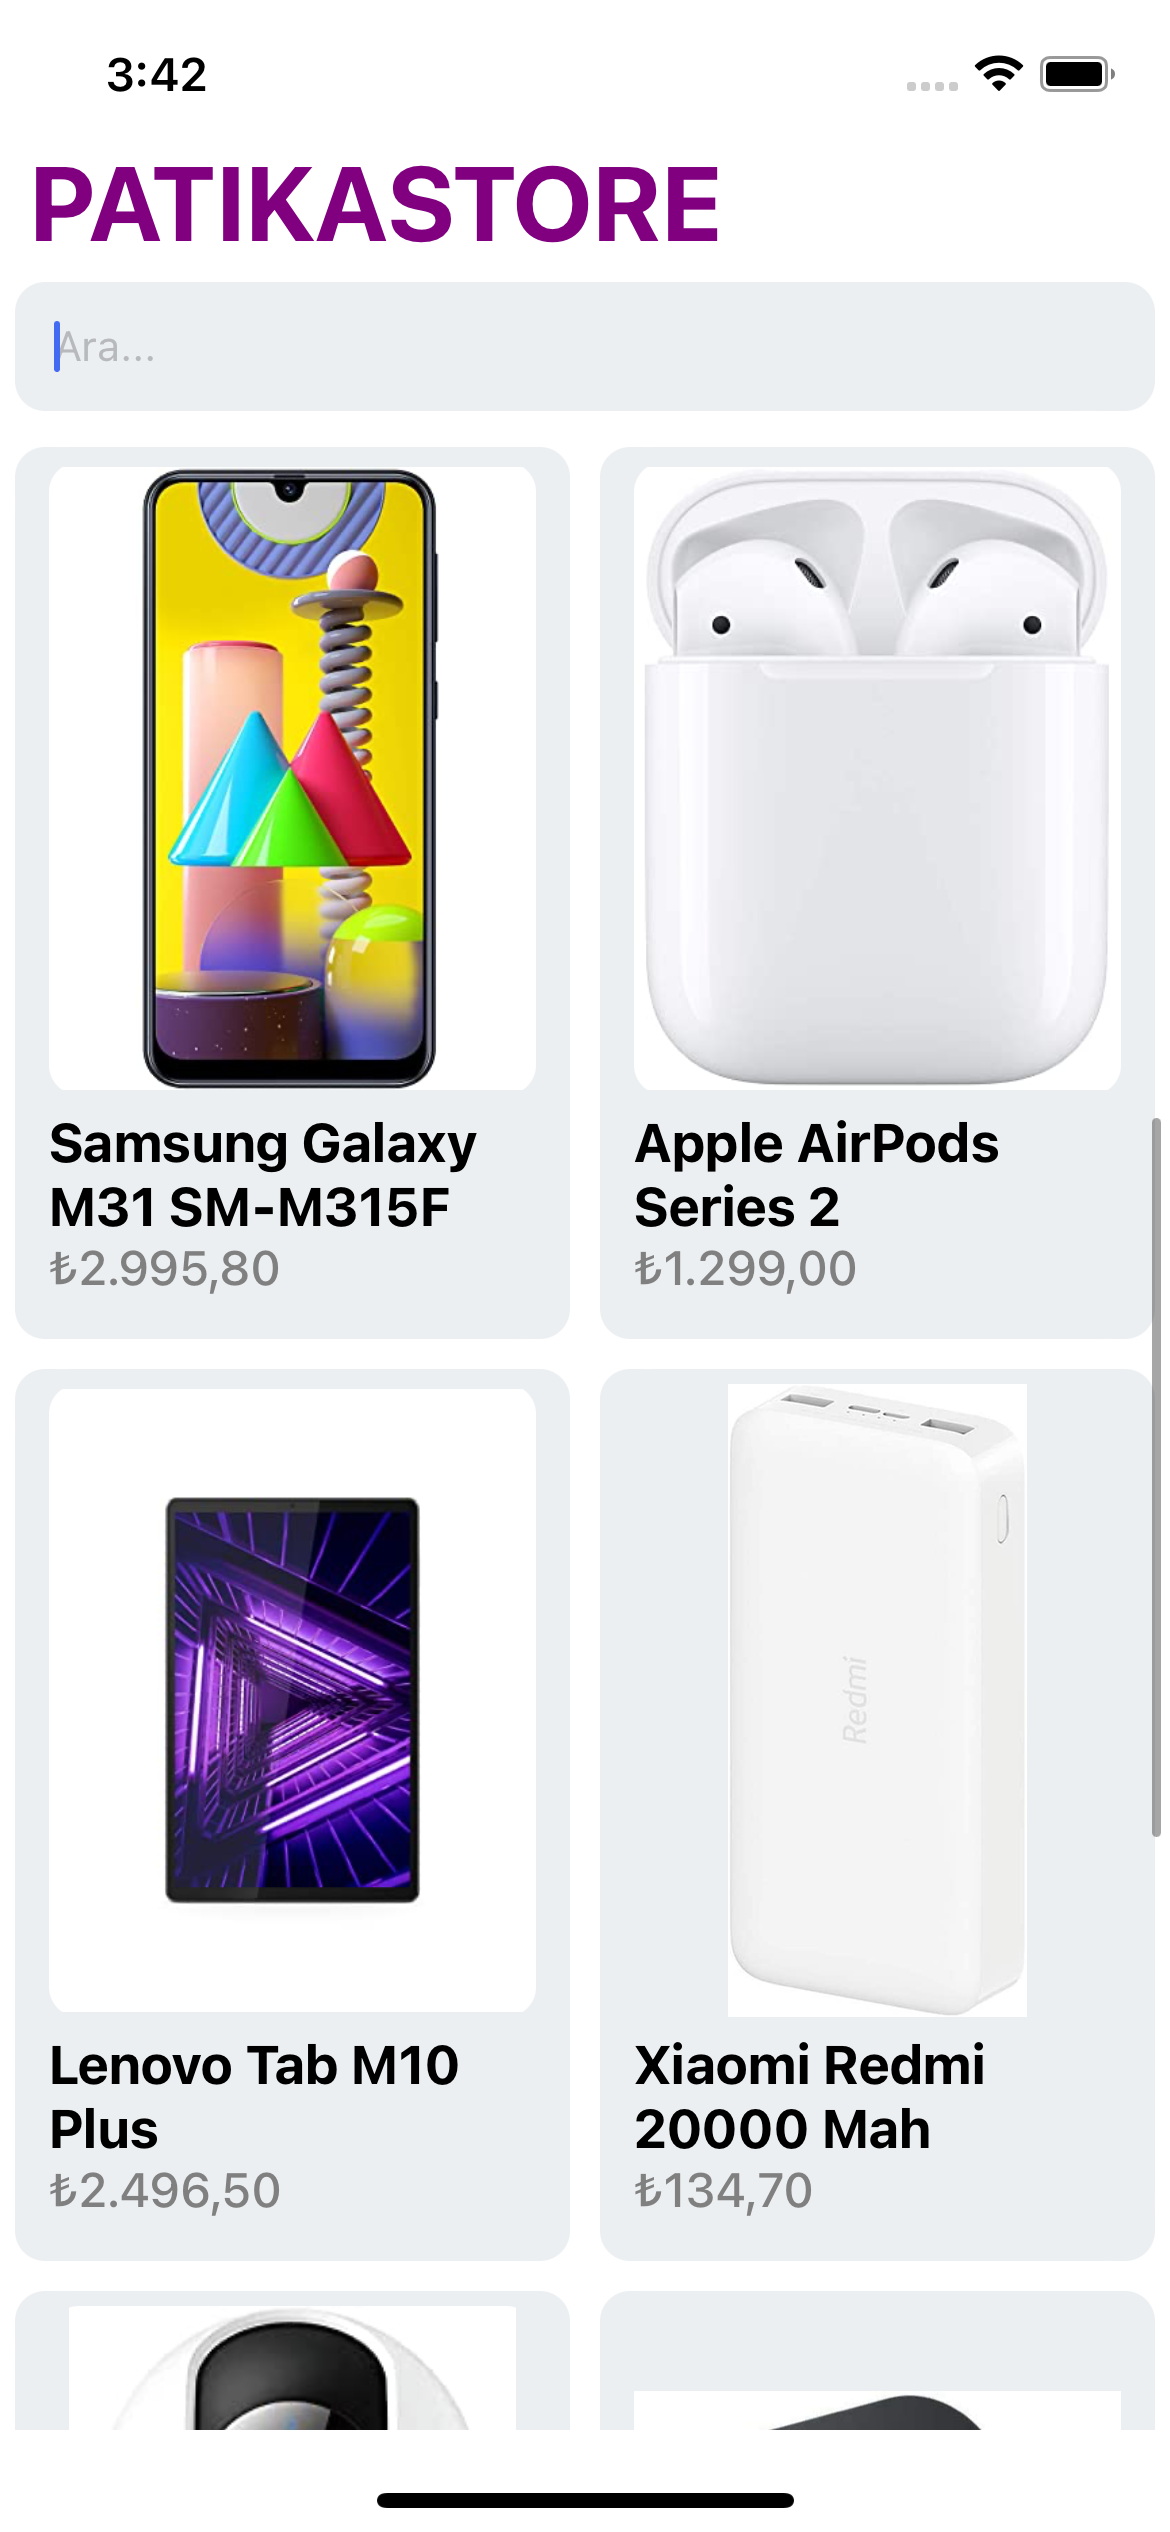 3:42
PATIKASTORE
Ara...
Samsung Galaxy
M31 SM-M315F
₺2.995,80
Apple AirPods
Series 2
₺1.299,00
Redmi
Lenovo Tab M10
Plus
₺2.496,50
Xiaomi Redmi
20000 Mah
₺134,70